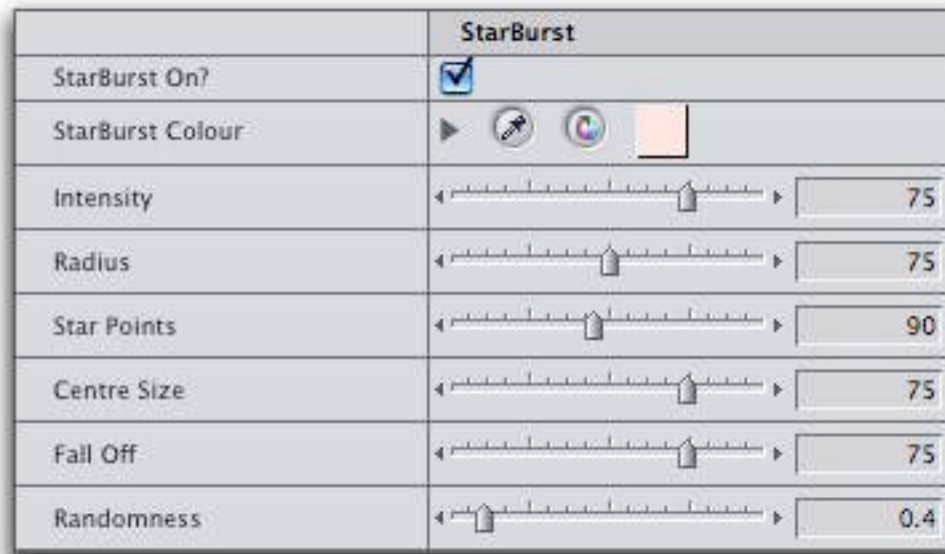 StarBurst
StarBurst On?
StarBurst Colour
Intensity 75
Radius 75
Star Points 90
Centre Size 75
Fall Off 75
Randomness 0.4